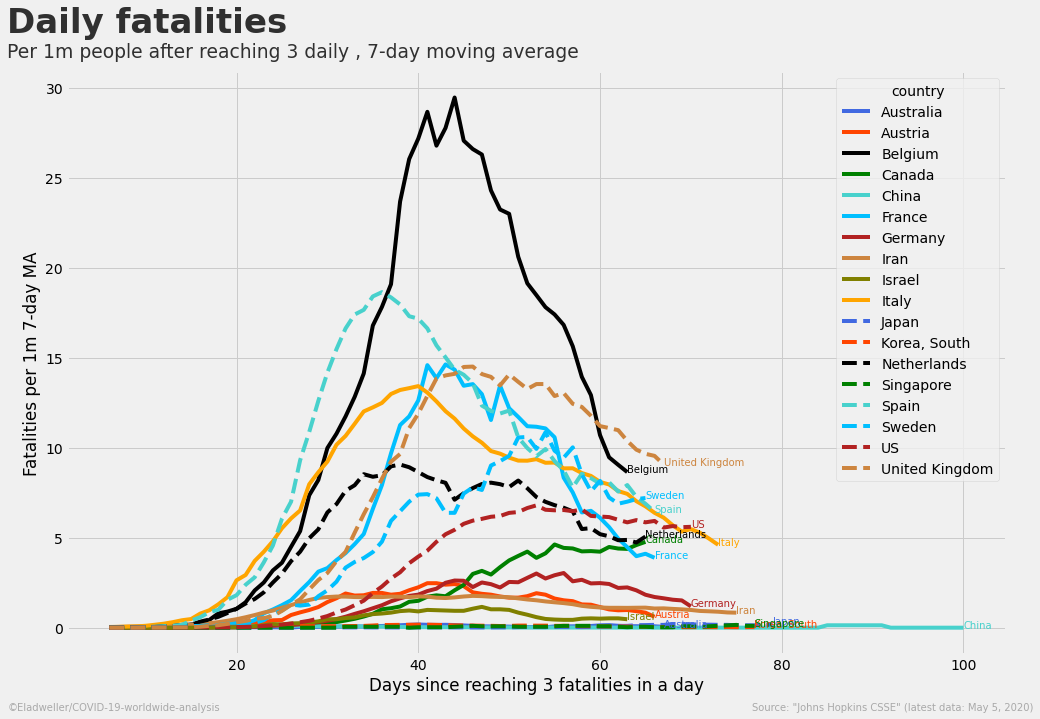 Daily fatalities
Per 1m people after reaching 3 daily , 7-day moving average
Fatalities per 1m 7-day MA
30
25
20
15
10
5
0
20
40
60
80
100
Days since reaching 3 fatalities in a day
country
Australia
Austria
Belgium
Canada
China
France
Germany
Iran
Israel
Italy
Japan
Korea, South
Netherlands
Singapore
Spain
Sweden
US
United Kingdom
United Kingdom
Belgium
Sweden
Spain
US
Netherlands
Canada
Italy
France
Germany
Iran
Austria
Israel
Australia
Singapore
Japan
China
©Eladweller/COVID-19-worldwide-analysis
Source: "Johns Hopkins CSSE" (latest data: May 5, 2020)